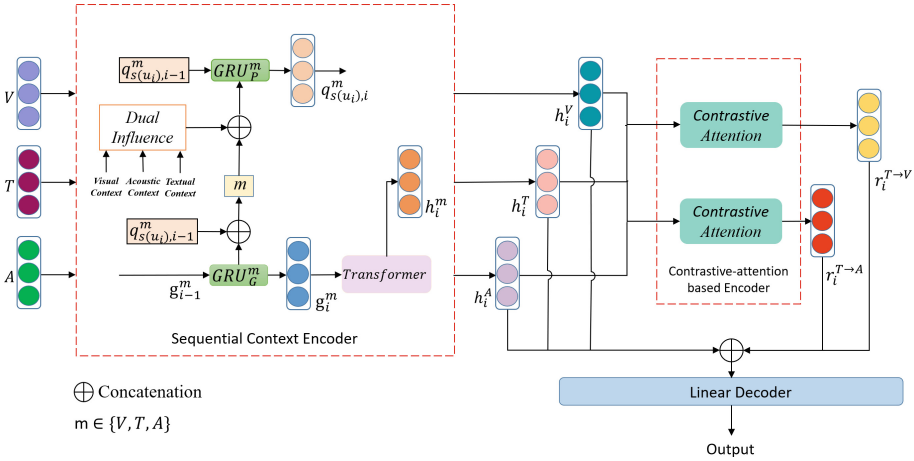 V
T
A
q^m_{s(u_i),i-1}
GRU^m_P
q^m_{s(u_i),i}
Dual
Influence
Visual
Context
Acoustic
Context
Textual
Context
m
q^m_{s(u_i),i-1}
g^m_{i-1}
GRU^m_G
g^m_i
Transformer
h^m_i
Sequential Context Encoder
h^V_i
h^T_i
h^A_i
Contrastive
Attention
Contrastive
Attention
Contrastive-attention
based Encoder
r^{T→V}_i
r^{T→A}_i
Linear Decoder
Output
⊕ Concatenation
m ∈ {V, T, A}